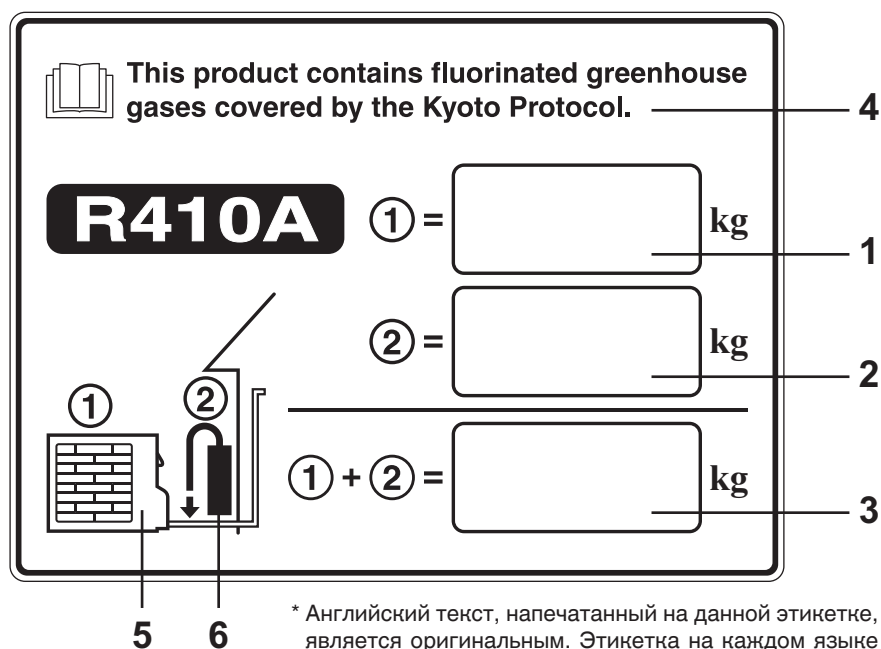 This product contains fluorinated greenhouse
gases covered by the Kyoto Protocol.
4
R410A
① =
kg
1
② =
kg
2
①
②
① + ② =
kg
3
5
6
* Английский текст, напечатанный на данной этикетке,
является оригинальным. Этикетка на каждом языке